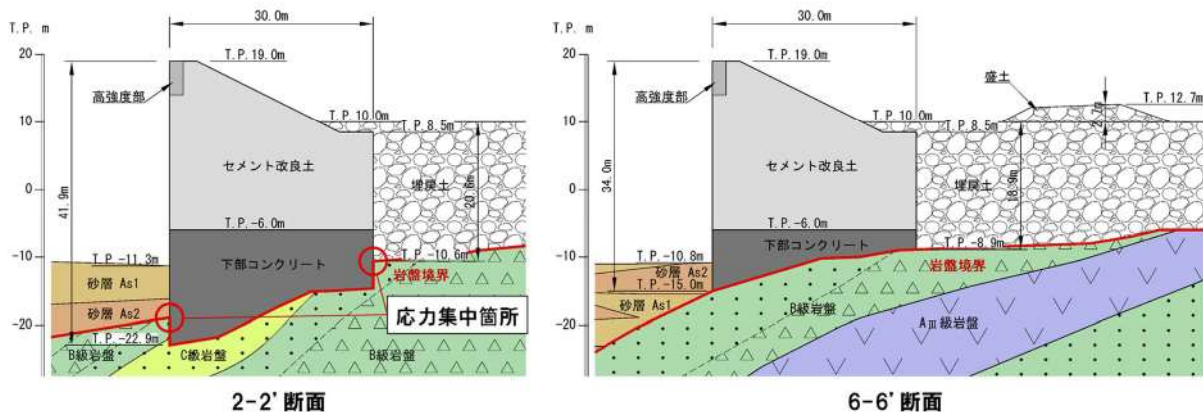 T.P. m
20
10
0
-10
-20
30.0m
T.P.19.0m
高強度部
T.P.10.0m
T.P.8.5m
セメント改良土
埋戻土
20.6m
41.9m
T.P.-6.0m
下部コンクリート
T.P.-10.6m
T.P.-11.3m
岩盤境界
砂層 As1
砂層 As2
応力集中箇所
T.P.-22.9m
B級岩盤
C級岩盤
B級岩盤
2-2'断面
T.P. m
20
10
0
-10
-20
30.0m
T.P.19.0m
高強度部
盛土
T.P.12.7m
2.7m
T.P.10.0m
T.P.8.5m
セメント改良土
埋戻土
18.9m
34.0m
T.P.-6.0m
下部コンクリート
T.P.-8.9m
T.P.-10.8m
岩盤境界
砂層 As2
T.P.-15.0m
砂層 As1
B級岩盤
AⅢ級岩盤
6-6'断面